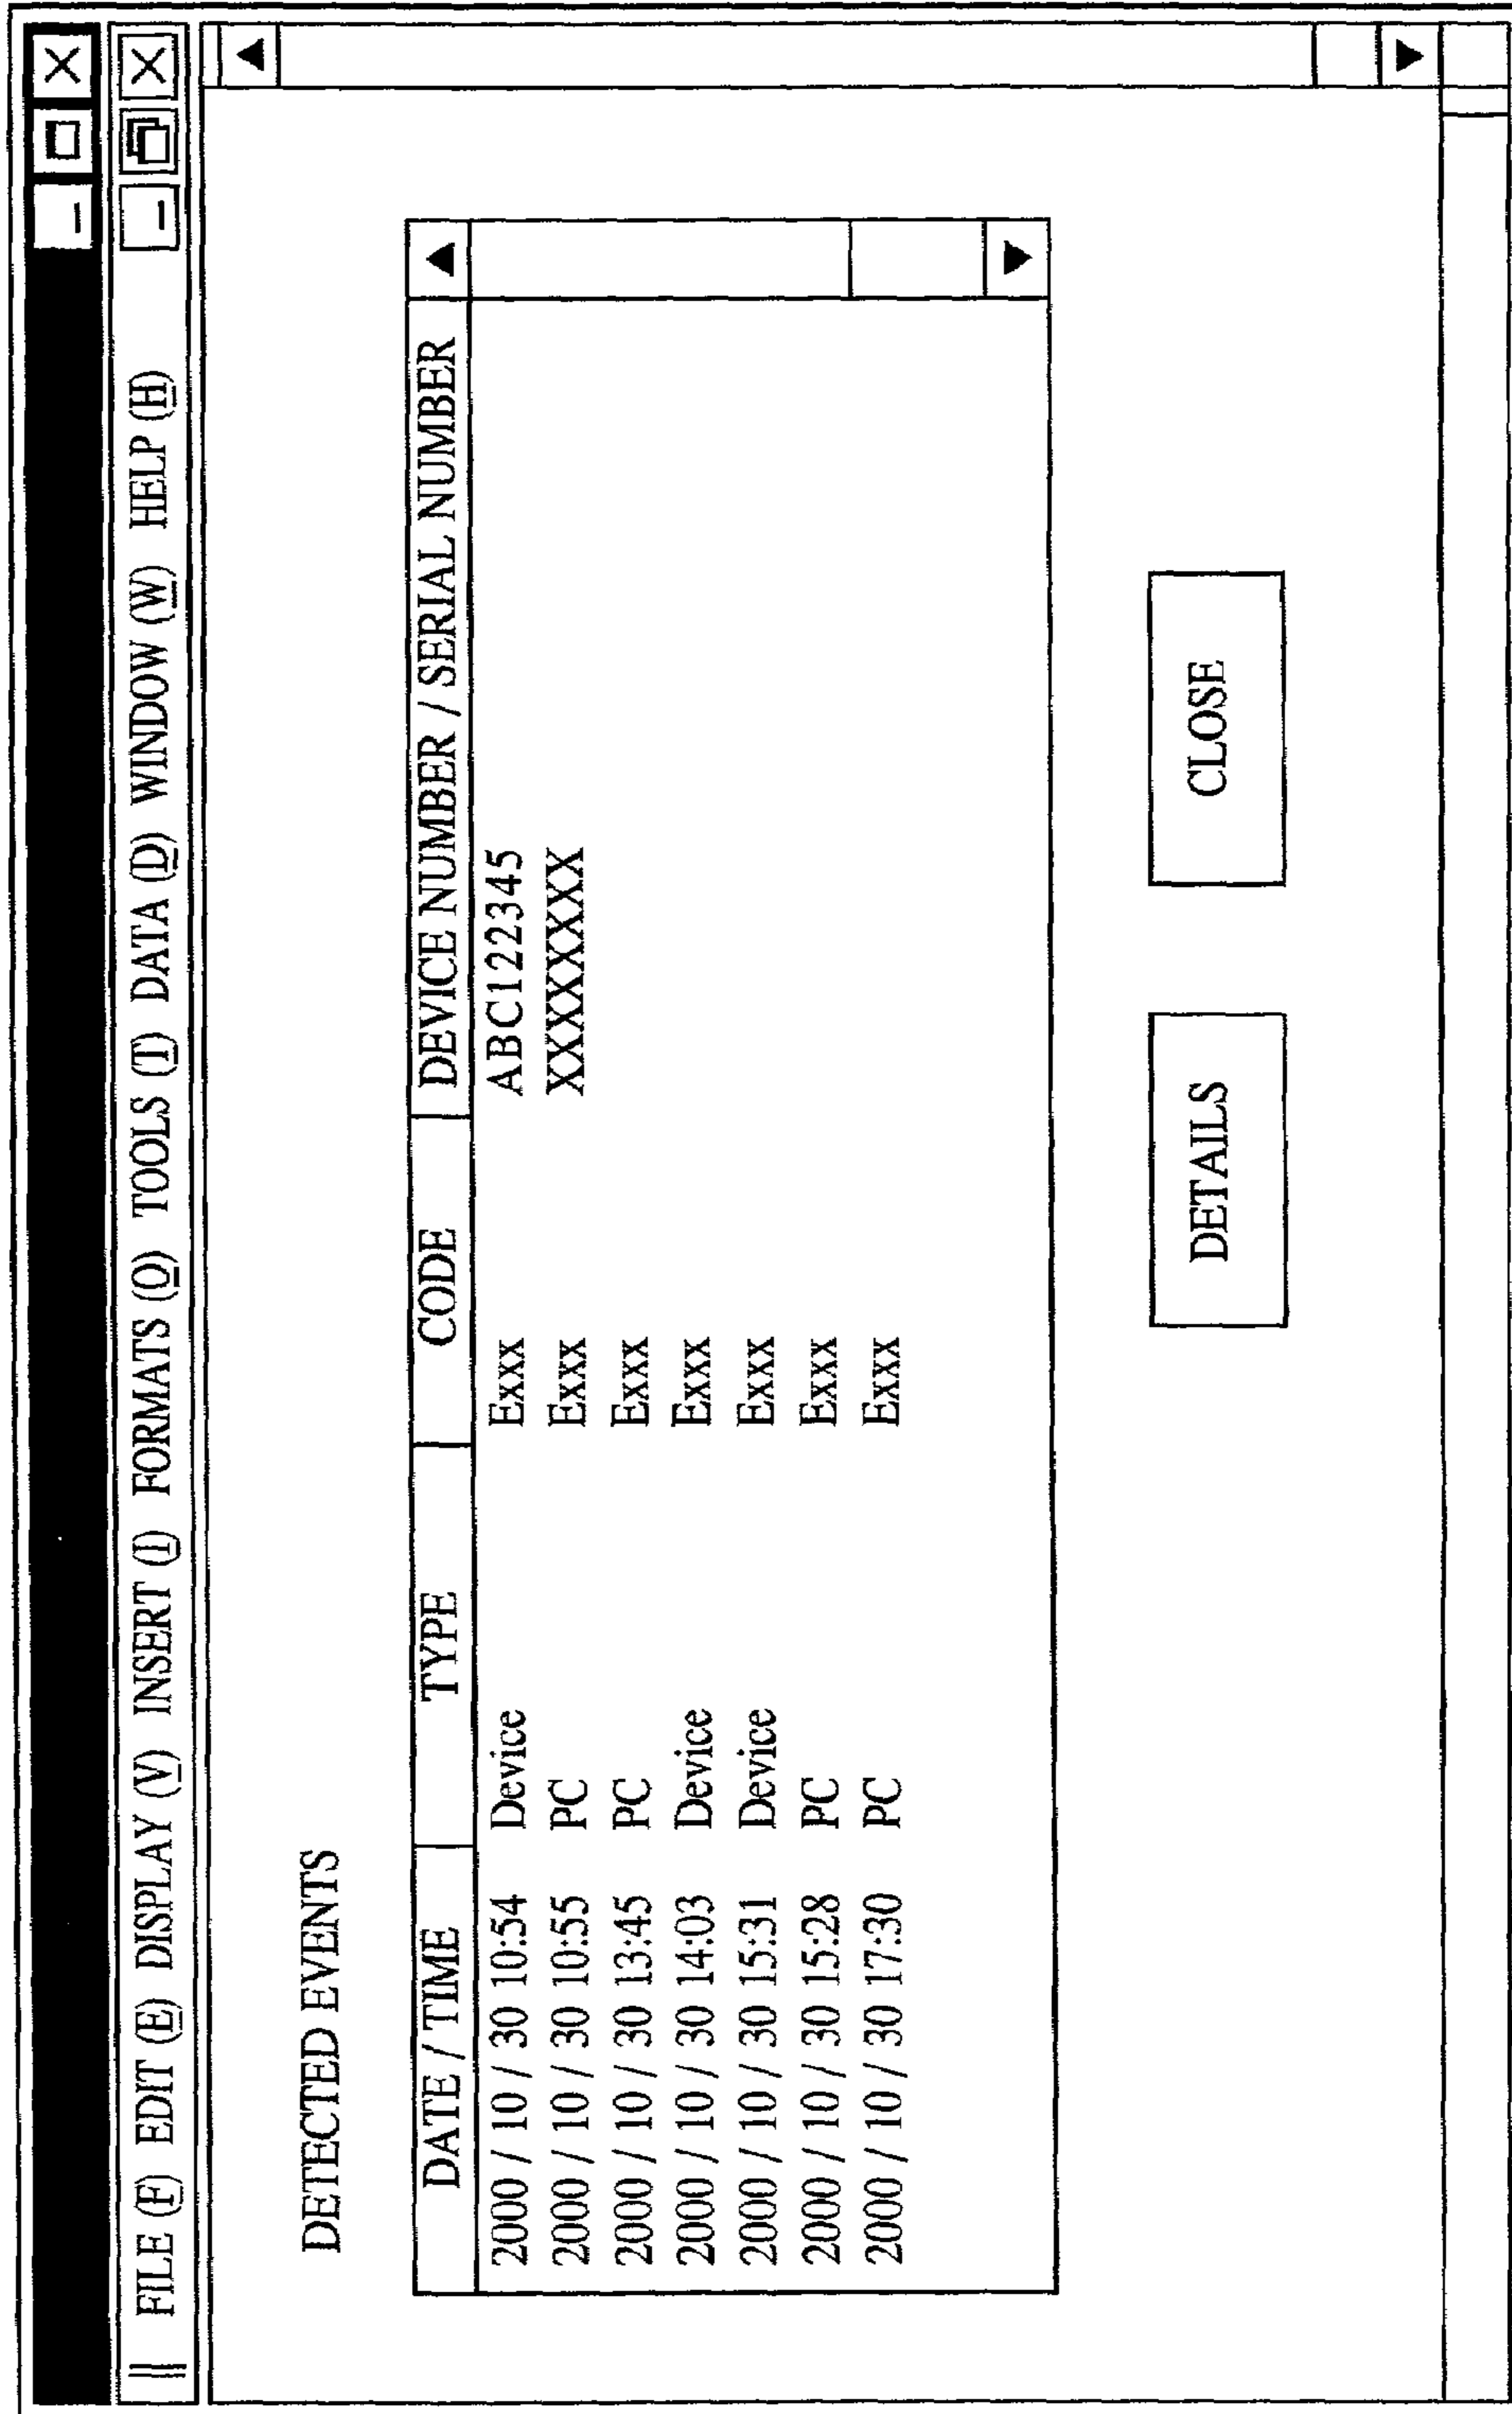 FILE (F) EDIT (E) DISPLAY (V) INSERT (I) FORMATS (O) TOOLS (T) DATA (D) WINDOW (W) HELP (H)
DETECTED EVENTS
DATE / TIME TYPE CODE DEVICE NUMBER / SERIAL NUMBER
2000 / 10 / 30 10:54 Device Exxx ABC122345
2000 / 10 / 30 10:55 PC Exxx XXXXXXXX
2000 / 10 / 30 13:45 PC Exxx
2000 / 10 / 30 14:03 Device Exxx
2000 / 10 / 30 15:31 Device Exxx
2000 / 10 / 30 15:28 PC Exxx
2000 / 10 / 30 17:30 PC Exxx
DETAILS CLOSE